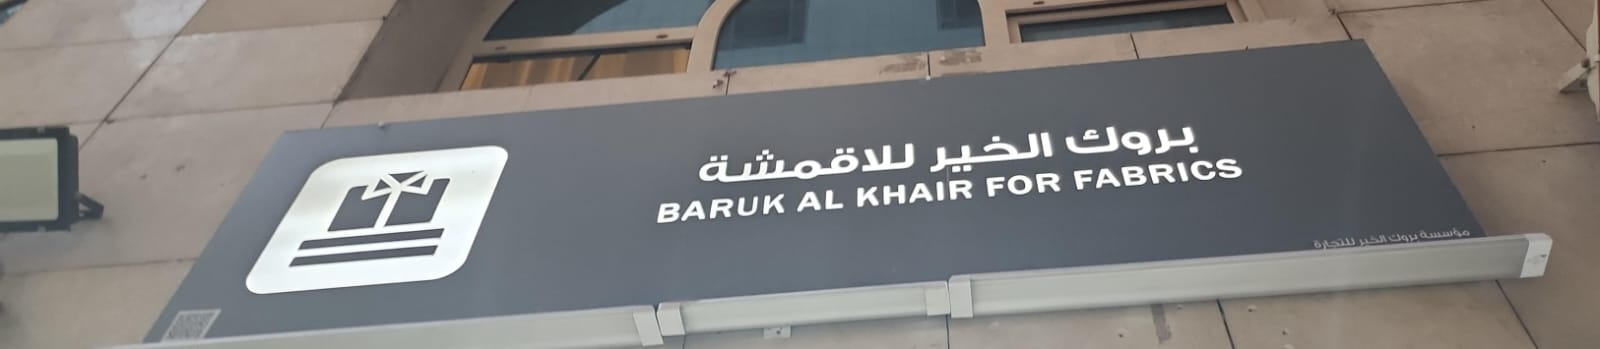 بروك الخير للاقمشة
BARUK AL KHAIR FOR FABRICS
مؤسسة بروك الخير للتجارة